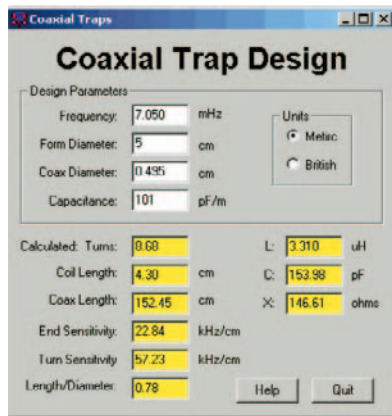 Coaxial Traps
Coaxial Trap Design
Design Parameters
Frequency: 7.050 mHz
Form Diameter: 5 cm
Coax Diameter: 0.495 cm
Capacitance: 101 pF/m
Units
Metric
British
Calculated: Turns: 8.68
Coil Length: 4.30 cm
Coax Length: 152.45 cm
End Sensitivity: 22.84 kHz/cm
Turn Sensitivity 57.23 kHz/cm
Length/Diameter: 0.78
L: 3.310 uH
C: 153.98 pF
X: 146.61 ohms
Help
Quit